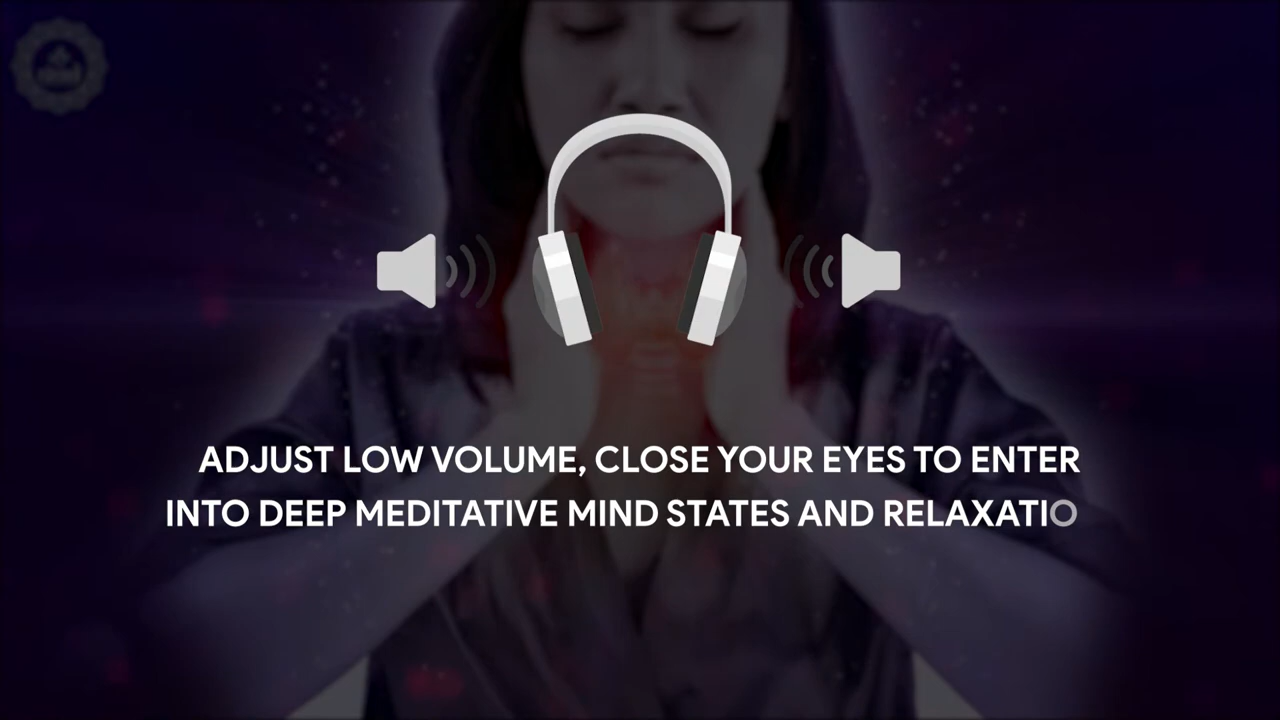 ADJUST LOW VOLUME, CLOSE YOUR EYES TO ENTER
INTO DEEP MEDITATIVE MIND STATES AND RELAXATIO